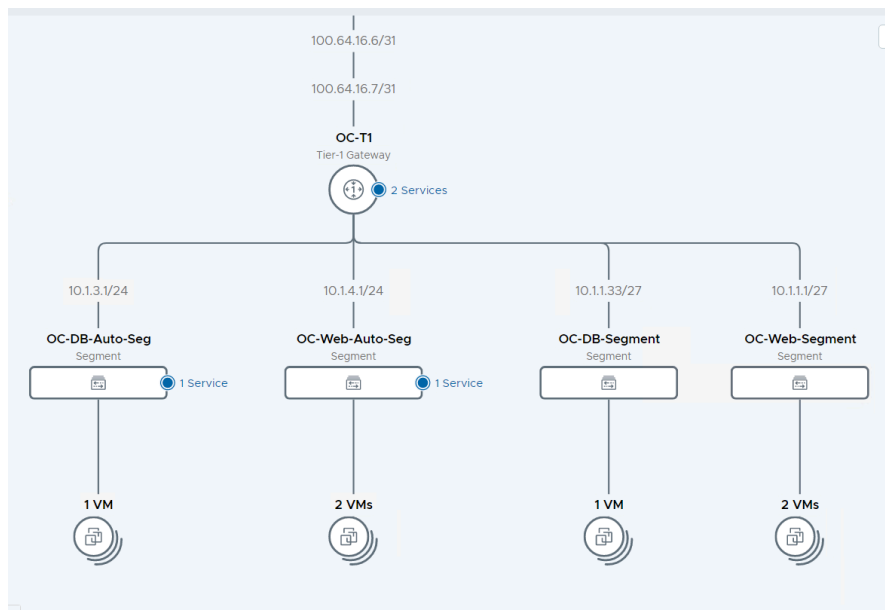 100.64.16.6/31
100.64.16.7/31
OC-T1
Tier-1 Gateway
1
2 Services
10.1.3.1/24
10.1.4.1/24
10.1.1.33/27
10.1.1.1/27
OC-DB-Auto-Seg
OC-Web-Auto-Seg
OC-DB-Segment
OC-Web-Segment
Segment
Segment
Segment
Segment
1 Service
1 Service
1 VM
2 VMs
1 VM
2 VMs